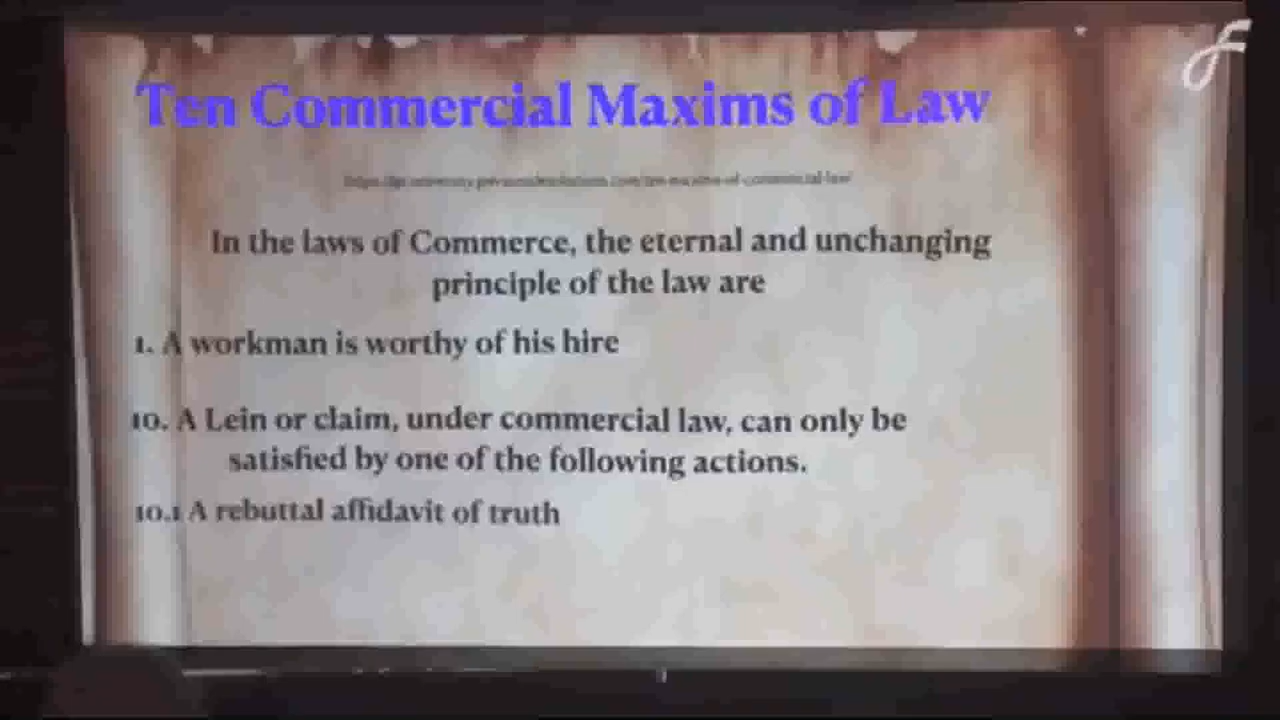 Ten Commercial Maxims of Law
In the laws of Commerce, the eternal and unchanging
principle of the law are
1. A workman is worthy of his hire
10. A Lein or claim, under commercial law, can only be
satisfied by one of the following actions.
10.1 A rebuttal affidavit of truth